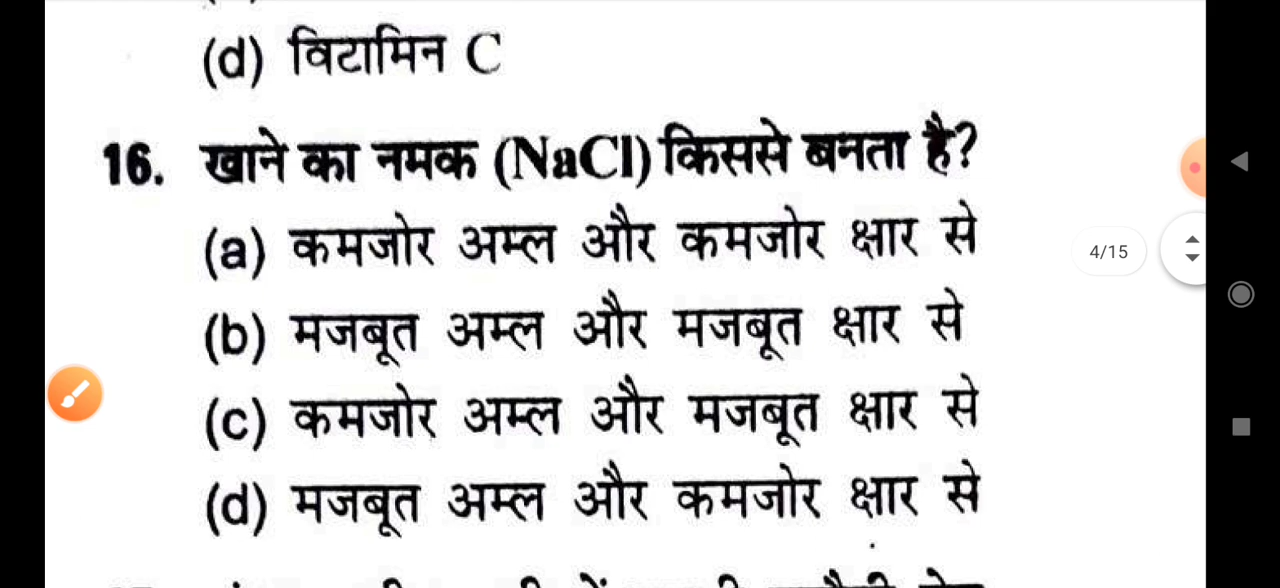 (d) विटामिन C
16. खाने का नमक (NaCl) किससे बनता है?
(a) कमजोर अम्ल और कमजोर क्षार से
(b) मजबूत अम्ल और मजबूत क्षार से
4/15
(c) कमजोर अम्ल और मजबूत क्षार से
(d) मजबूत अम्ल और कमजोर क्षार से